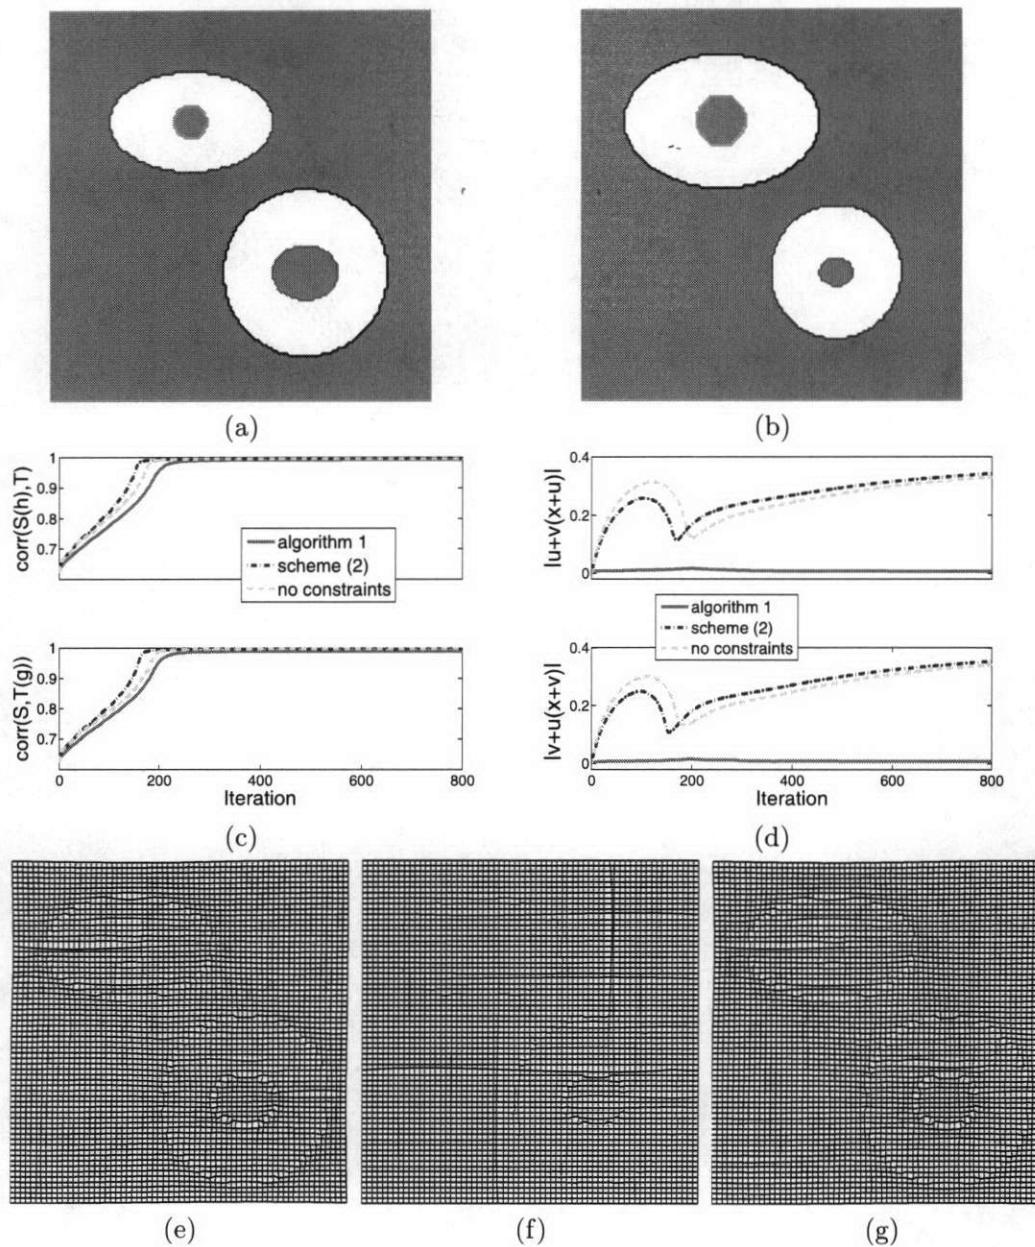 (a)
(b)
corr(S(h),T)
1
0.9
0.8
0.7
algorithm 1
scheme (2)
no constraints
corr(S,T(g))
1
0.9
0.8
0.7
0
200
400
600
800
Iteration
(c)
|u+v(x+u)|
0.4
0.2
0
algorithm 1
scheme (2)
no constraints
|v+u(x+v)|
0.4
0.2
0
0
200
400
600
800
Iteration
(d)
(e)
(f)
(g)